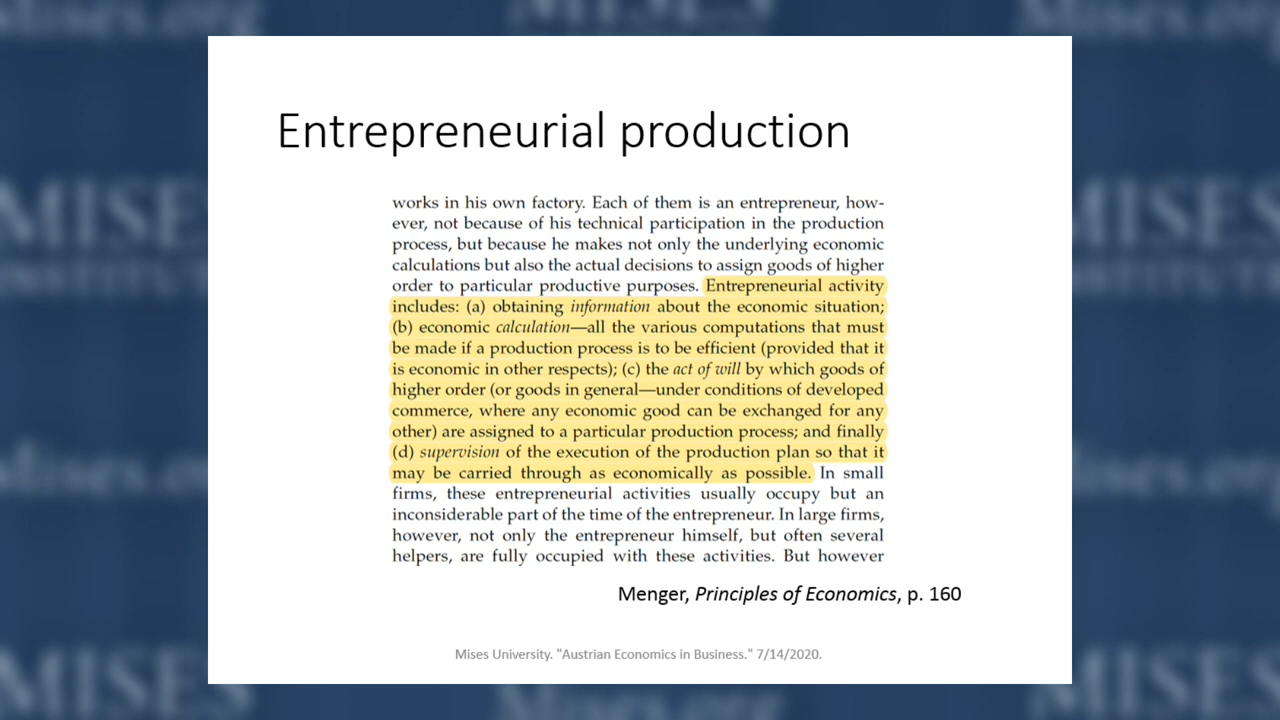 Mises.org
MISES
Mises.org
Entrepreneurial production
works in his own factory. Each of them is an entrepreneur, how-
ever, not because of his technical participation in the production
process, but because he makes not only the underlying economic
calculations but also the actual decisions to assign goods of higher
order to particular productive purposes. Entrepreneurial activity
includes: (a) obtaining information about the economic situation;
(b) economic calculation—all the various computations that must
be made if a production process is to be efficient (provided that it
is economic in other respects); (c) the act of will by which goods of
higher order (or goods in general—under conditions of developed
commerce, where any economic good can be exchanged for any
other) are assigned to a particular production process; and finally
(d) supervision of the execution of the production plan so that it
may be carried through as economically as possible. In small
firms, these entrepreneurial activities usually occupy but an
inconsiderable part of the time of the entrepreneur. In large firms,
however, not only the entrepreneur himself, but often several
helpers, are fully occupied with these activities. But however
Menger, Principles of Economics, p. 160
Mises University. "Austrian Economics in Business." 7/14/2020.
MISES